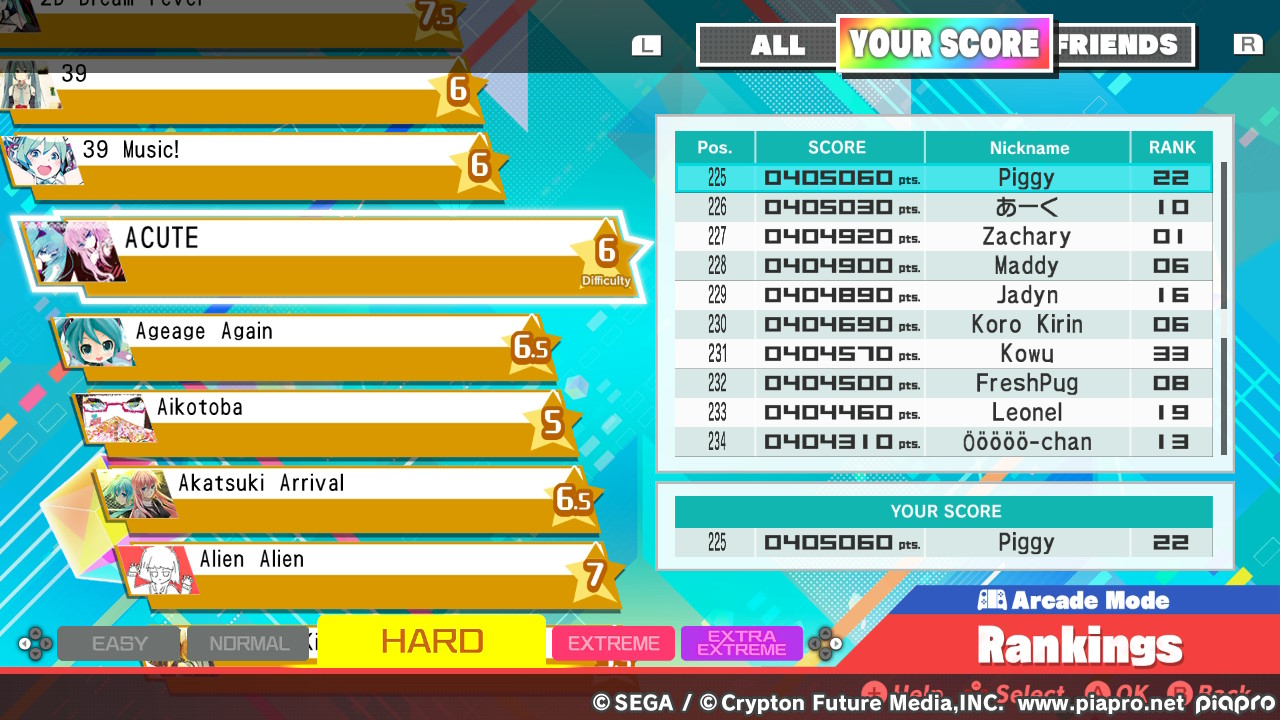 2D Dream Fever
7.5
L ALL YOUR SCORE FRIENDS R
39
6
39 Music!
6
ACUTE
6
Difficulty
Ageage Again
6.5
Aikotoba
5
Akatsuki Arrival
6.5
Alien Alien
7
Pos. SCORE Nickname RANK
225 0405060 pts. Piggy 22
226 0405030 pts. あーく 10
227 0404920 pts. Zachary 01
228 0404900 pts. Maddy 06
229 0404890 pts. Jadyn 16
230 0404690 pts. Koro Kirin 06
231 0404570 pts. Kowu 33
232 0404500 pts. FreshPug 08
233 0404460 pts. Leonel 19
234 0404310 pts. Öööö-chan 13
YOUR SCORE
225 0405060 pts. Piggy 22
Arcade Mode
Rankings
EASY NORMAL HARD EXTREME EXTRA EXTREME
Help Select A OK B Back
©SEGA / ©Crypton Future Media,INC. www.piapro.net piapro